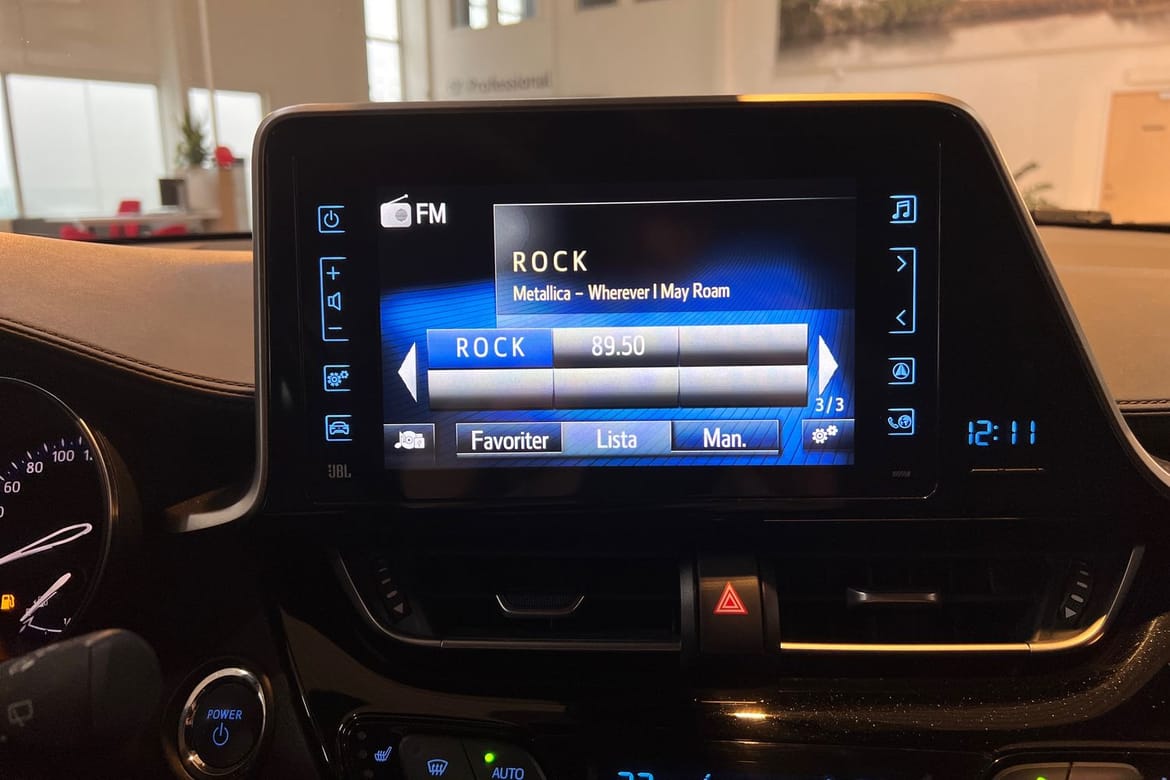 Professional
FM
ROCK
Metallica – Wherever I May Roam
ROCK
89.50
3/3
Favoriter
Lista
Man.
JBL
12:11
60
80
100
POWER
AUTO